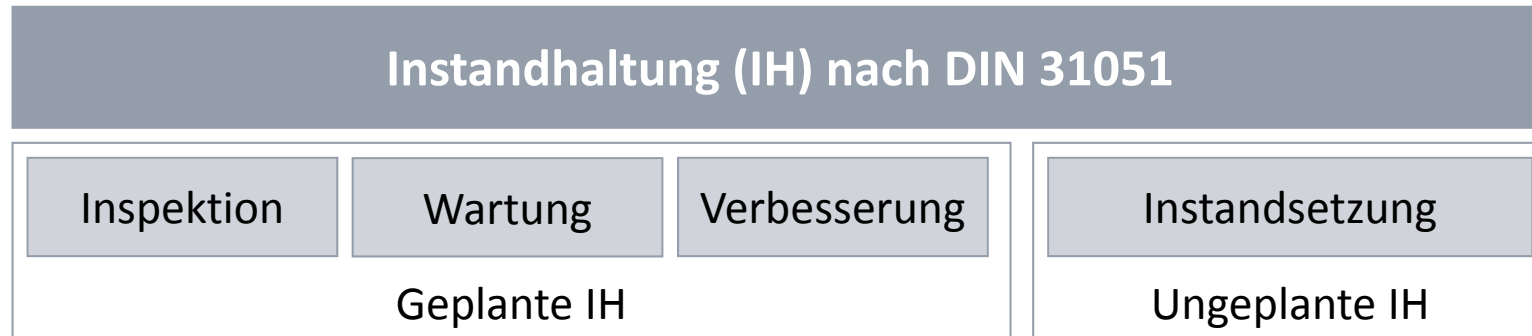 Instandhaltung (IH) nach DIN 31051
Inspektion Wartung Verbesserung Instandsetzung
Geplante IH Ungeplante IH